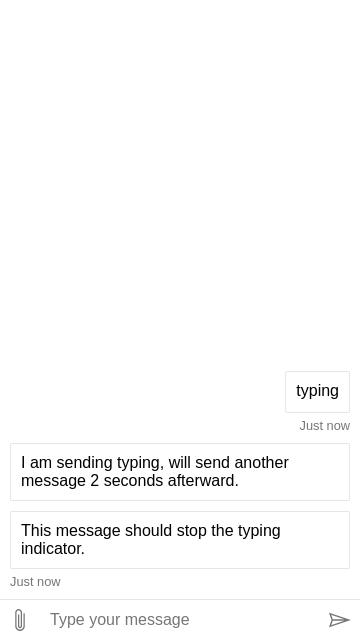 typing
Just now
I am sending typing, will send another
message 2 seconds afterward.
This message should stop the typing
indicator.
Just now
Type your message